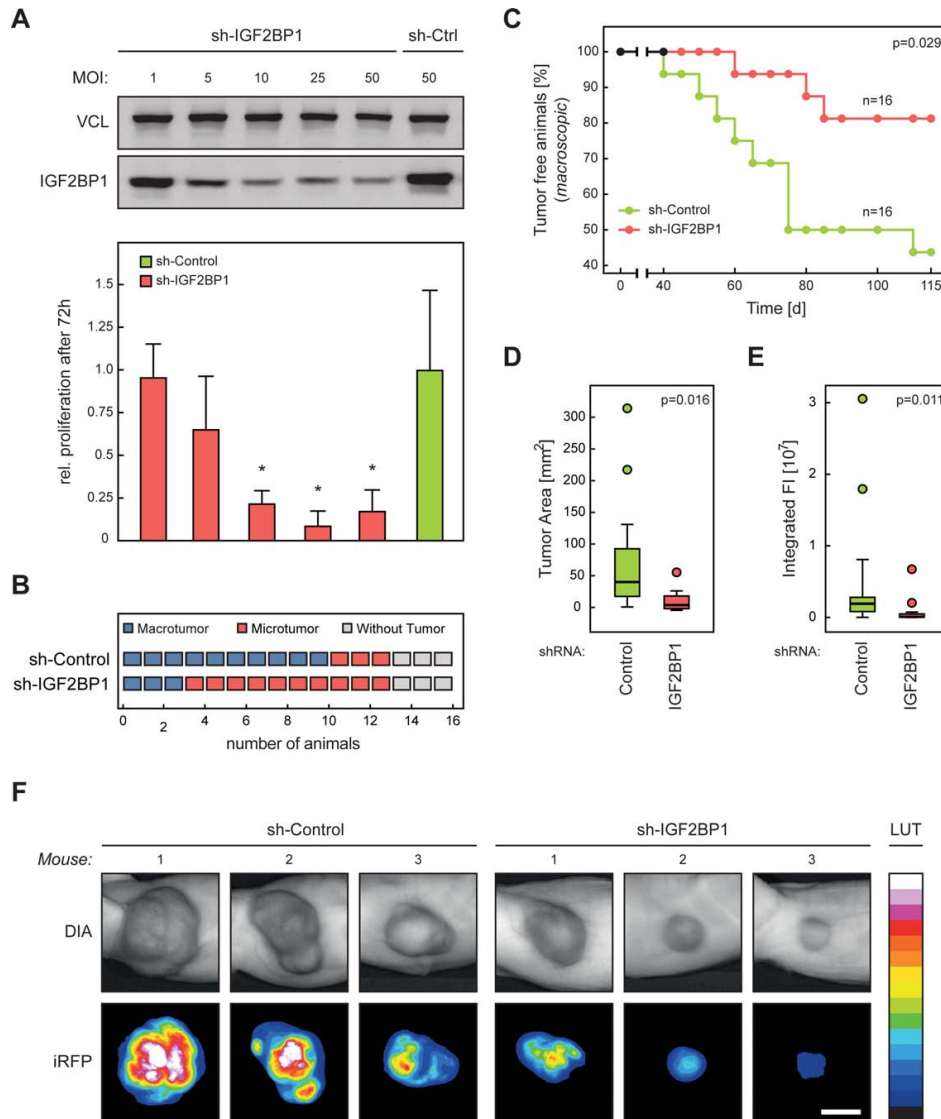 A
sh-IGF2BP1 sh-Ctrl
MOI: 1 5 10 25 50 50
VCL
IGF2BP1
sh-Control
sh-IGF2BP1
rel. proliferation after 72h
1.5
1.25
1.0
0.75
0.5
0.25
0
* * *
B
Macrotumor Microtumor Without Tumor
sh-Control
sh-IGF2BP1
0 2 4 6 8 10 12 14 16
number of animals
C
p=0.029
Tumor free animals [%]
(macroscopic)
100
90
80
70
60
50
40
n=16
n=16
sh-Control
sh-IGF2BP1
0 40 60 80 100 115
Time [d]
D
p=0.016
Tumor Area [mm²]
300
250
200
150
100
50
0
shRNA: Control IGF2BP1
E
p=0.011
Integrated FI [10⁷]
3
2
1
0
shRNA: Control IGF2BP1
F
sh-Control sh-IGF2BP1 LUT
Mouse: 1 2 3 1 2 3
DIA
iRFP